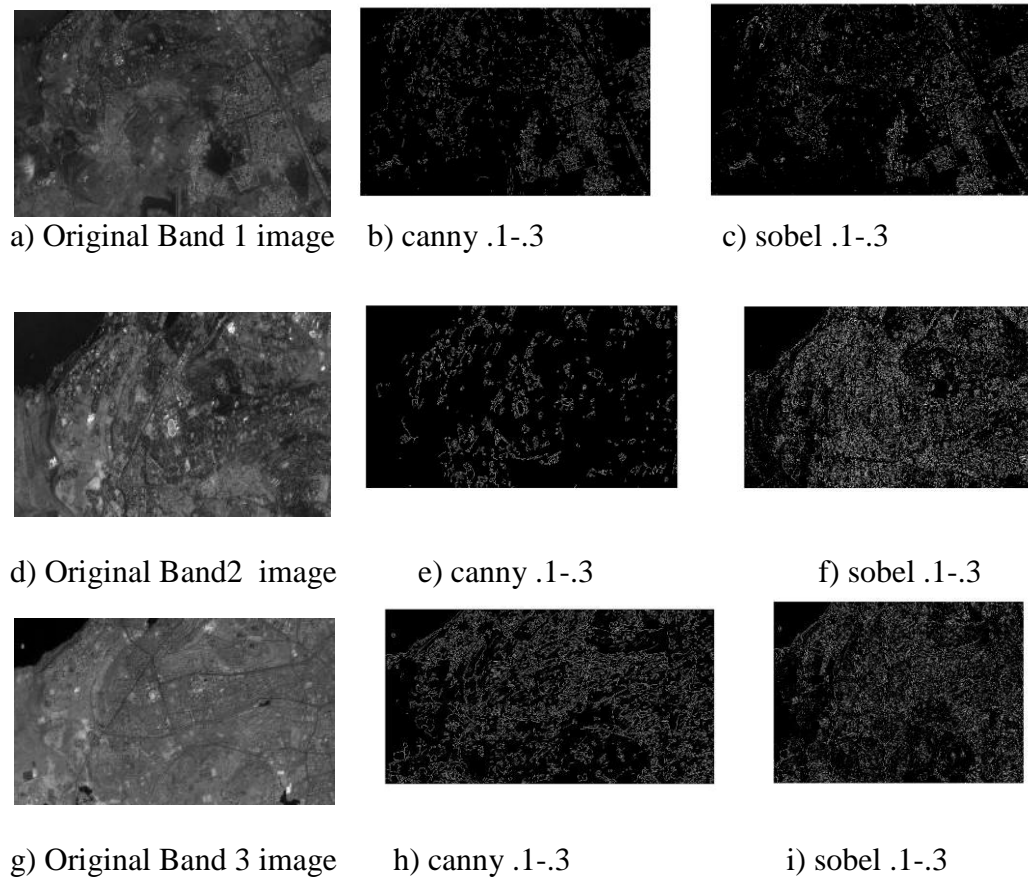 a) Original Band 1 image b) canny .1-.3 c) sobel .1-.3
d) Original Band2 image e) canny .1-.3 f) sobel .1-.3
g) Original Band 3 image h) canny .1-.3 i) sobel .1-.3